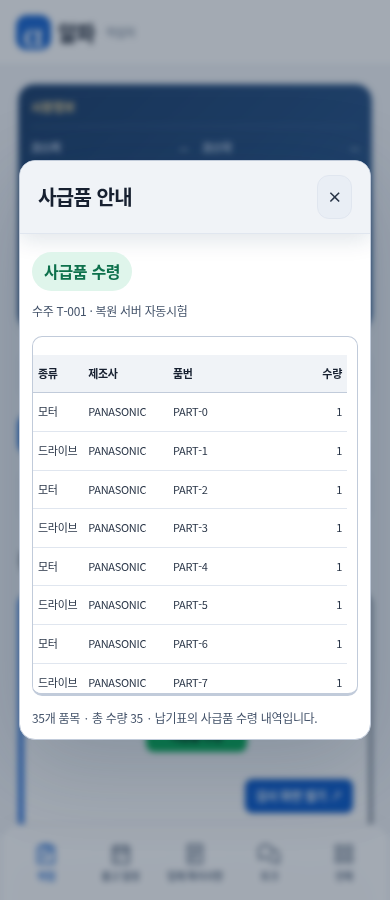 사급품 안내
×
사급품 수령
수주 T-001 · 복원 서버 자동시험
종류 제조사 품번 수량
모터 PANASONIC PART-0 1
드라이브 PANASONIC PART-1 1
모터 PANASONIC PART-2 1
드라이브 PANASONIC PART-3 1
모터 PANASONIC PART-4 1
드라이브 PANASONIC PART-5 1
모터 PANASONIC PART-6 1
드라이브 PANASONIC PART-7 1
35개 품목 · 총 수량 35 · 납기표의 사급품 수령 내역입니다.